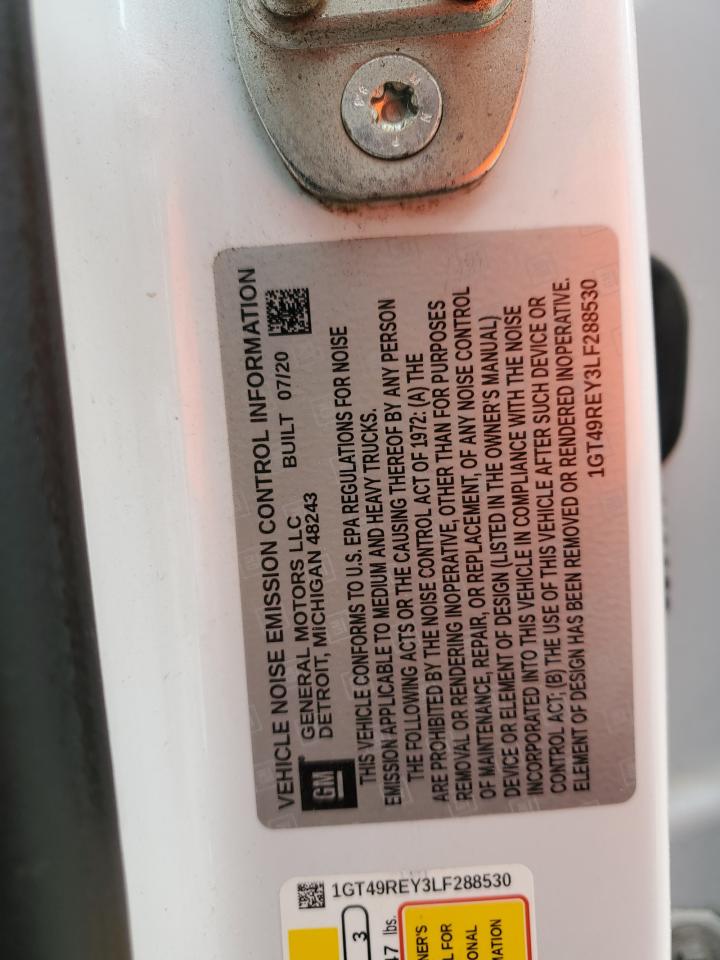 VEHICLE NOISE EMISSION CONTROL INFORMATION
GM
GENERAL MOTORS LLC
DETROIT, MICHIGAN 48243
BUILT 07/20
THIS VEHICLE CONFORMS TO U.S. EPA REGULATIONS FOR NOISE
EMISSION APPLICABLE TO MEDIUM AND HEAVY TRUCKS.
THE FOLLOWING ACTS OR THE CAUSING THEREOF BY ANY PERSON
ARE PROHIBITED BY THE NOISE CONTROL ACT OF 1972: (A) THE
REMOVAL OR RENDERING INOPERATIVE, OTHER THAN FOR PURPOSES
OF MAINTENANCE, REPAIR, OR REPLACEMENT, OF ANY NOISE CONTROL
DEVICE OR ELEMENT OF DESIGN (LISTED IN THE OWNER'S MANUAL)
INCORPORATED INTO THIS VEHICLE IN COMPLIANCE WITH THE NOISE
CONTROL ACT; (B) THE USE OF THIS VEHICLE AFTER SUCH DEVICE OR
ELEMENT OF DESIGN HAS BEEN REMOVED OR RENDERED INOPERATIVE.
1GT49REY3LF288530
1GT49REY3LF288530
3
47 lbs.
NER'S
L FOR
ONAL
MATION